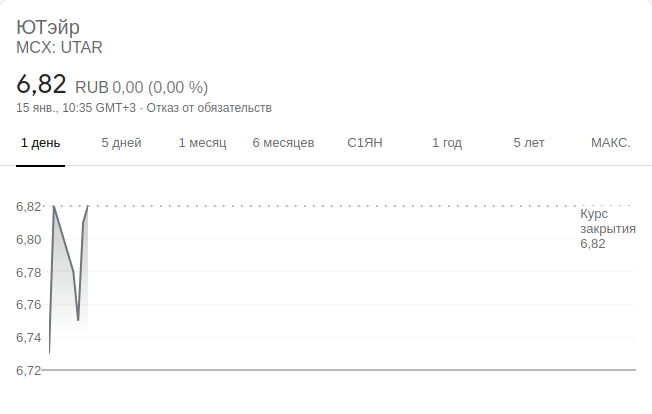 ЮТэйр
MCX: UTAR
6,82 RUB 0,00 (0,00 %)
15 янв., 10:35 GMT+3 · Отказ от обязательств
1 день 5 дней 1 месяц 6 месяцев С1ЯН 1 год 5 лет МАКС.
6,82
Курс
закрытия
6,82
6,80
6,78
6,76
6,74
6,72